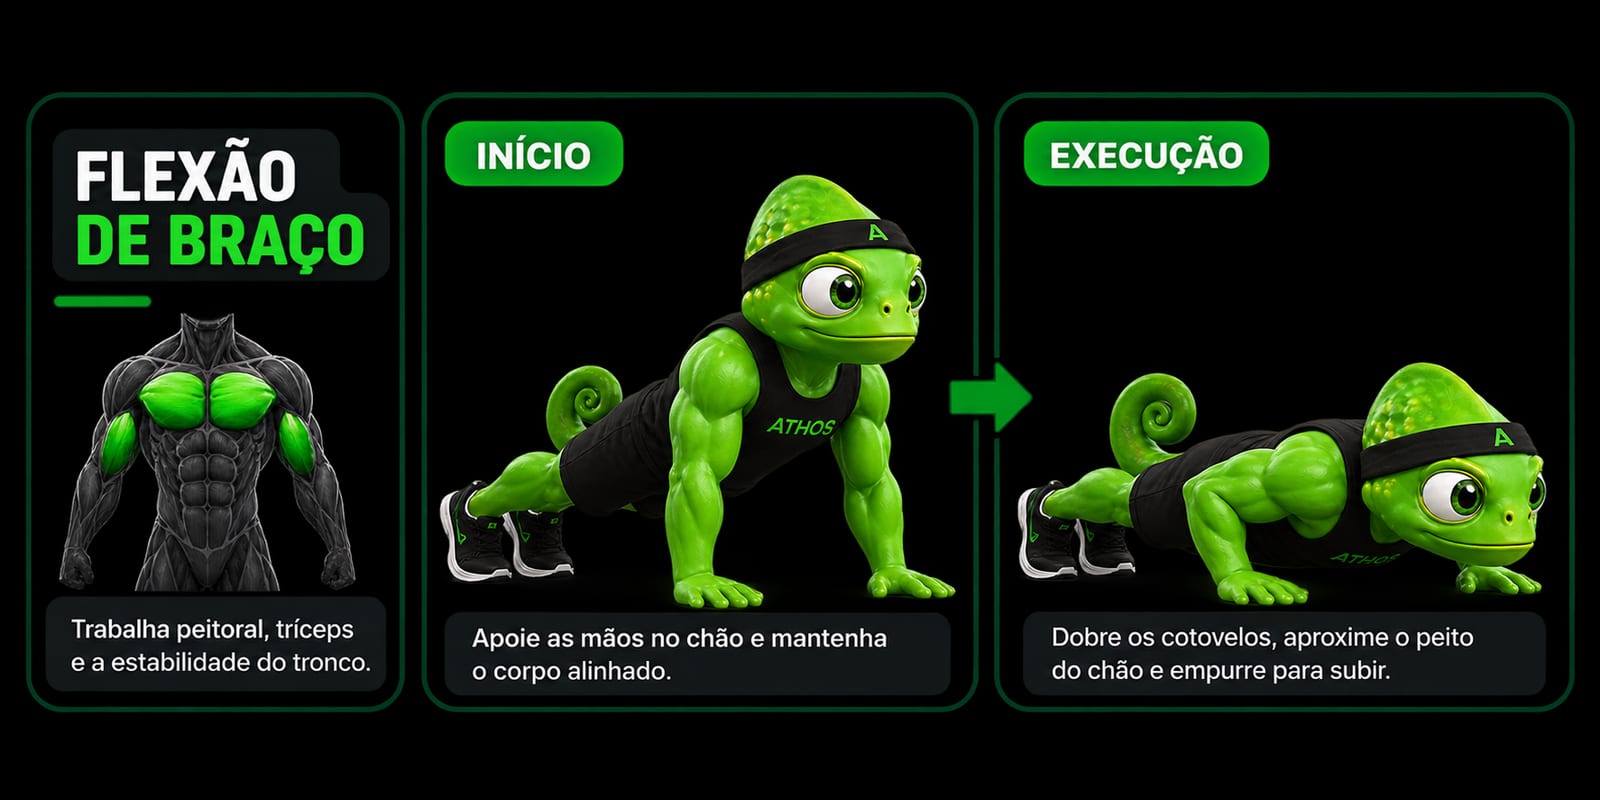 FLEXÃO
DE BRAÇO
Trabalha peitoral, tríceps
e a estabilidade do tronco.
INÍCIO
A
ATHOS
Apoie as mãos no chão e mantenha
o corpo alinhado.
EXECUÇÃO
A
ATHOS
Dobre os cotovelos, aproxime o peito
do chão e empurre para subir.